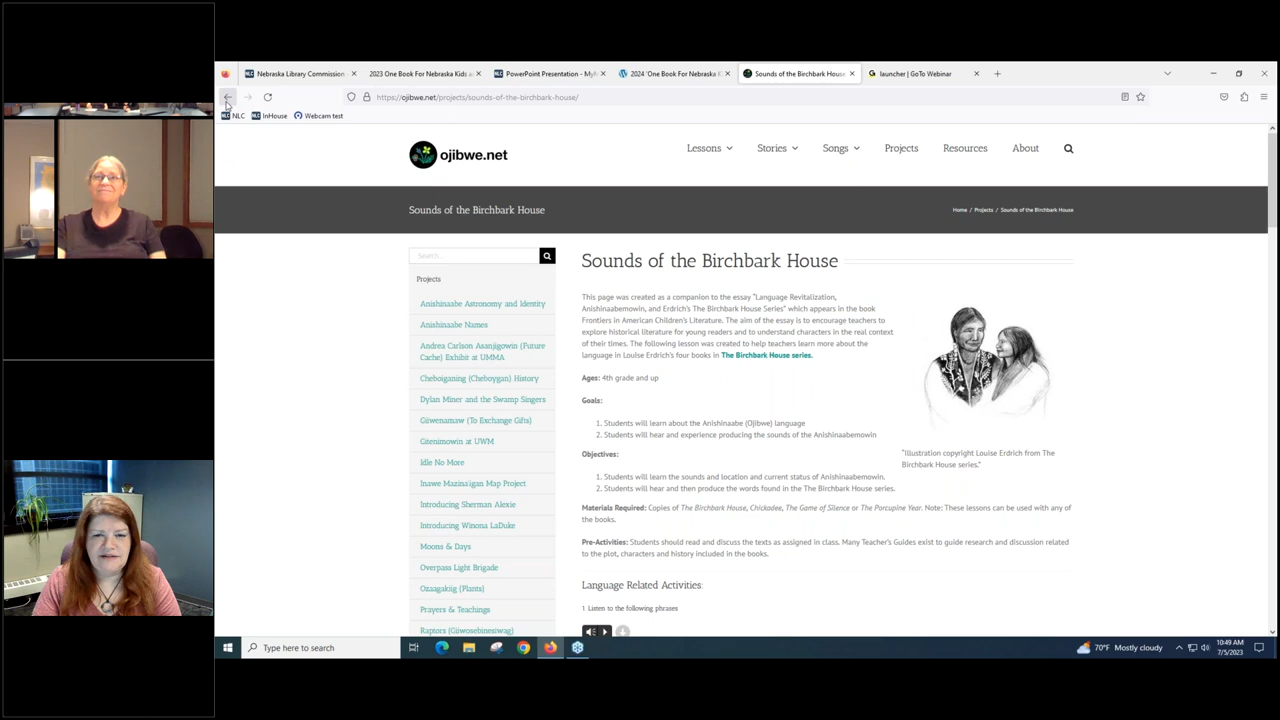 Nebraska Library Commission -
2023 One Book For Nebraska Kids a
PowerPoint Presentation - My
2024 'One Book For Nebraska K
Sounds of the Birchbark House
launcher | GoTo Webinar
https://ojibwe.net/projects/sounds-of-the-birchbark-house/
NLC
InHouse
Webcam test
ojibwe.net
Lessons
Stories
Songs
Projects
Resources
About
Sounds of the Birchbark House
Home / Projects / Sounds of the Birchbark House
Search...
Projects
Anishinaabe Astronomy and Identity
Anishinaabe Names
Andrea Carlson Asanjigowin (Future
Cache) Exhibit at UMMA
Cheboiganing (Cheboygan) History
Dylan Miner and the Swamp Singers
Giiwenamaw (To Exchange Gifts)
Gitenimowin at UWM
Idle No More
Inawe Mazina'igan Map Project
Introducing Sherman Alexie
Introducing Winona LaDuke
Moons & Days
Overpass Light Brigade
Ozaagakiig (Plants)
Prayers & Teachings
Raptors (Giiwosebinesiwag)
Sounds of the Birchbark House
This page was created as a companion to the essay "Language Revitalization,
Anishinaabemowin, and Erdrich's The Birchbark House Series" which appears in the book
Frontiers in American Children's Literature. The aim of the essay is to encourage teachers to
explore historical literature for young readers and to understand characters in the real context
of their times. The following lesson was created to help teachers learn more about the
language in Louise Erdrich's four books in The Birchbark House series.
Ages: 4th grade and up
Goals:
1. Students will learn about the Anishinaabe (Ojibwe) language
2. Students will hear and experience producing the sounds of the Anishinaabemowin
"Illustration copyright Louise Erdrich from The
Birchbark House series."
Objectives:
1. Students will learn the sounds and location and current status of Anishinaabemowin.
2. Students will hear and then produce the words found in the The Birchbark House series.
Materials Required: Copies of The Birchbark House, Chickadee, The Game of Silence or The Porcupine Year. Note: These lessons can be used with any of
the books.
Pre-Activities: Students should read and discuss the texts as assigned in class. Many Teacher's Guides exist to guide research and discussion related
to the plot, characters and history included in the books.
Language Related Activities:
1. Listen to the following phrases
Type here to search
70°F Mostly cloudy
10:49 AM
7/5/2023